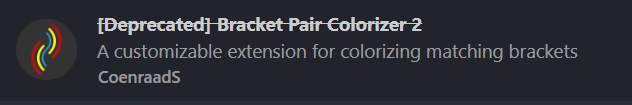 [Deprecated] Bracket Pair Colorizer 2
A customizable extension for colorizing matching brackets
CoenraadS